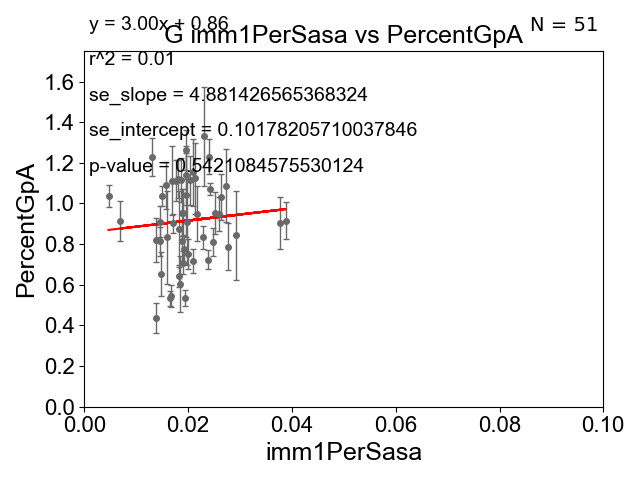 y = 3.00x + 0.86
N = 51
G imm1PerSasa vs PercentGpA
r^2 = 0.01
se_slope = 4.881426565368324
se_intercept = 0.10178205710037846
p-value = 0.5421084575530124
1.6
1.4
1.2
1.0
0.8
0.6
0.4
0.2
0.0
PercentGpA
0.00 0.02 0.04 0.06 0.08 0.10
imm1PerSasa